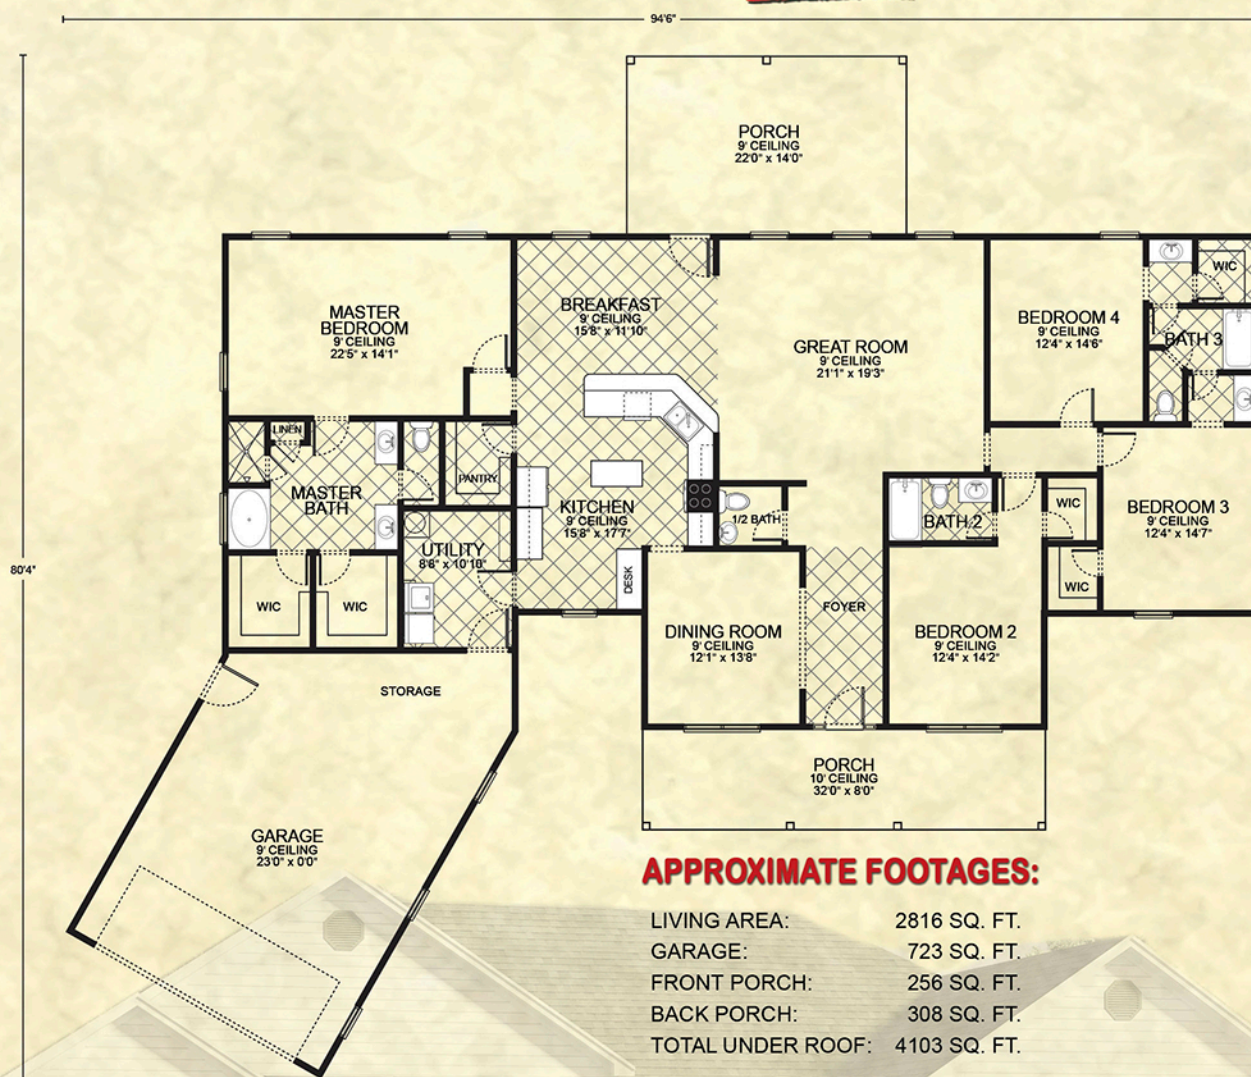 94'6"
PORCH
9' CEILING
22'0" x 14'0"
MASTER
BEDROOM
9' CEILING
22'5" x 14'1"
BREAKFAST
9' CEILING
15'8" x 11'10"
GREAT ROOM
9' CEILING
21'1" x 19'3"
BEDROOM 4
9' CEILING
12'4" x 14'6"
WIC
BATH 3
LINEN
MASTER
BATH
PANTRY
KITCHEN
9' CEILING
15'8" x 17'7"
1/2 BATH
BATH 2
WIC
BEDROOM 3
9' CEILING
12'4" x 14'7"
UTILITY
8'8" x 10'10"
80'4"
WIC
WIC
DESK
FOYER
WIC
DINING ROOM
9' CEILING
12'1" x 13'8"
BEDROOM 2
9' CEILING
12'4" x 14'2"
STORAGE
PORCH
10' CEILING
32'0" x 8'0"
GARAGE
9' CEILING
23'0" x 0'0"
APPROXIMATE FOOTAGES:
LIVING AREA: 2816 SQ. FT.
GARAGE: 723 SQ. FT.
FRONT PORCH: 256 SQ. FT.
BACK PORCH: 308 SQ. FT.
TOTAL UNDER ROOF: 4103 SQ. FT.